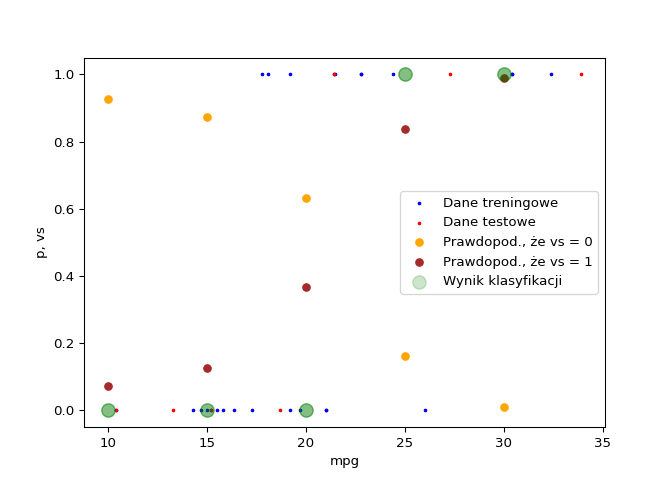 1.0
0.8
0.6
0.4
0.2
0.0
p, vs
Dane treningowe
Dane testowe
Prawdopod., że vs = 0
Prawdopod., że vs = 1
Wynik klasyfikacji
10 15 20 25 30 35
mpg